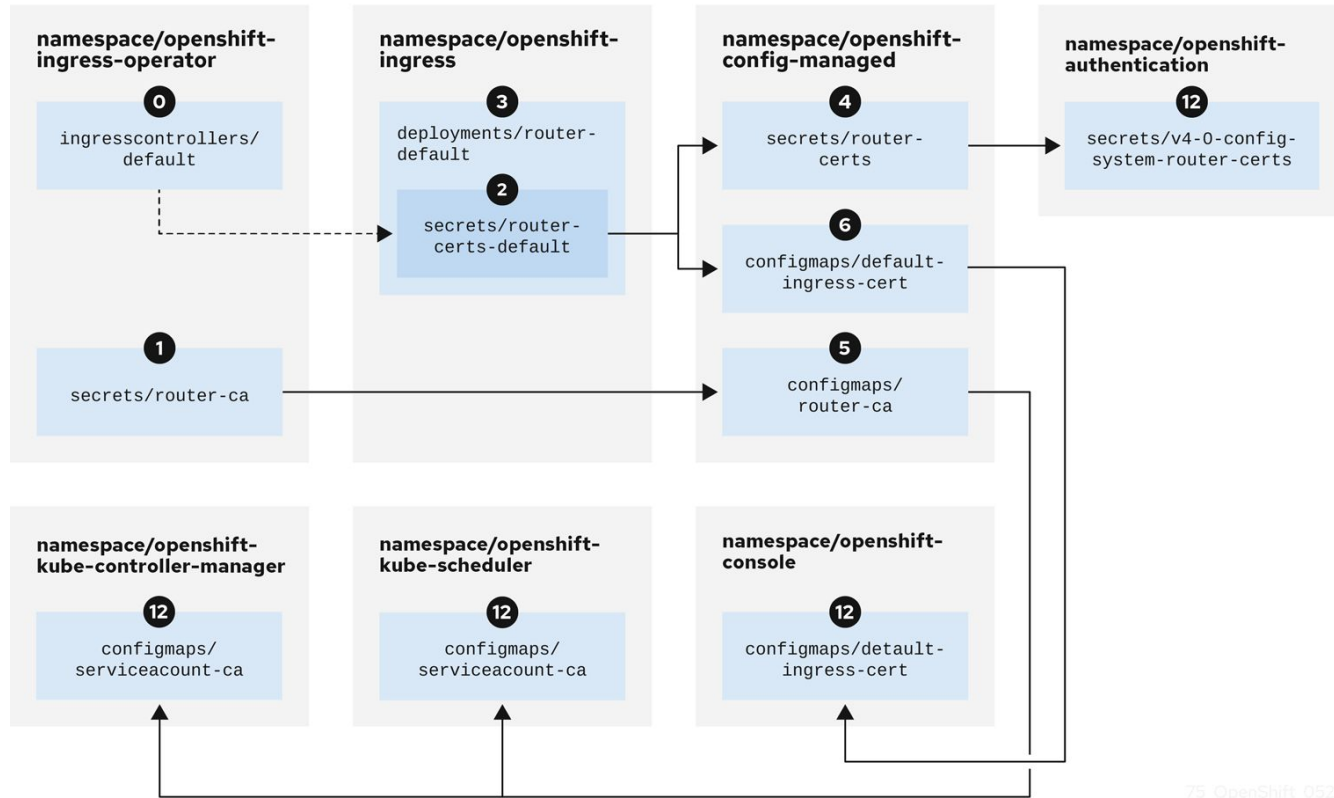 namespace/openshift-
ingress-operator
0
ingresscontrollers/
default
1
secrets/router-ca
namespace/openshift-
ingress
3
deployments/router-
default
2
secrets/router-
certs-default
namespace/openshift-
config-managed
4
secrets/router-
certs
6
configmaps/default-
ingress-cert
5
configmaps/
router-ca
namespace/openshift-
authentication
12
secrets/v4-0-config-
system-router-certs
namespace/openshift-
kube-controller-manager
12
configmaps/
serviceacount-ca
namespace/openshift-
kube-scheduler
12
configmaps/
serviceacount-ca
namespace/openshift-
console
12
configmaps/detault-
ingress-cert
75_OpenShift_052